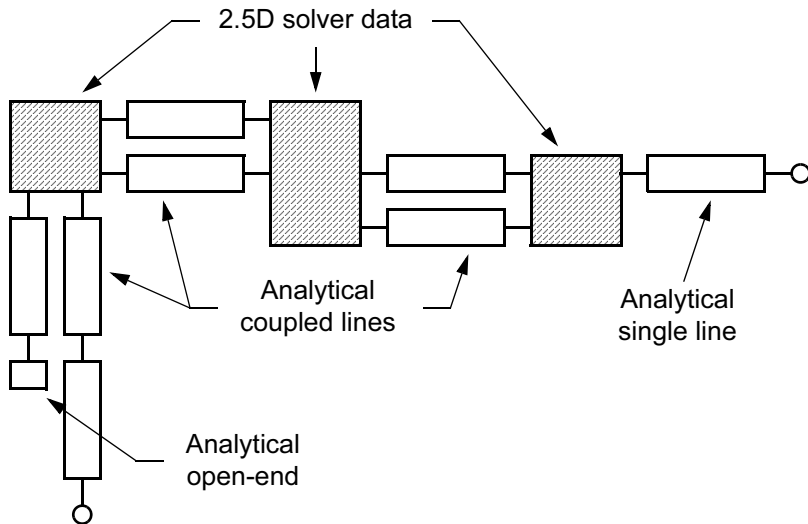 2.5D solver data
Analytical
coupled lines
Analytical
single line
Analytical
open-end